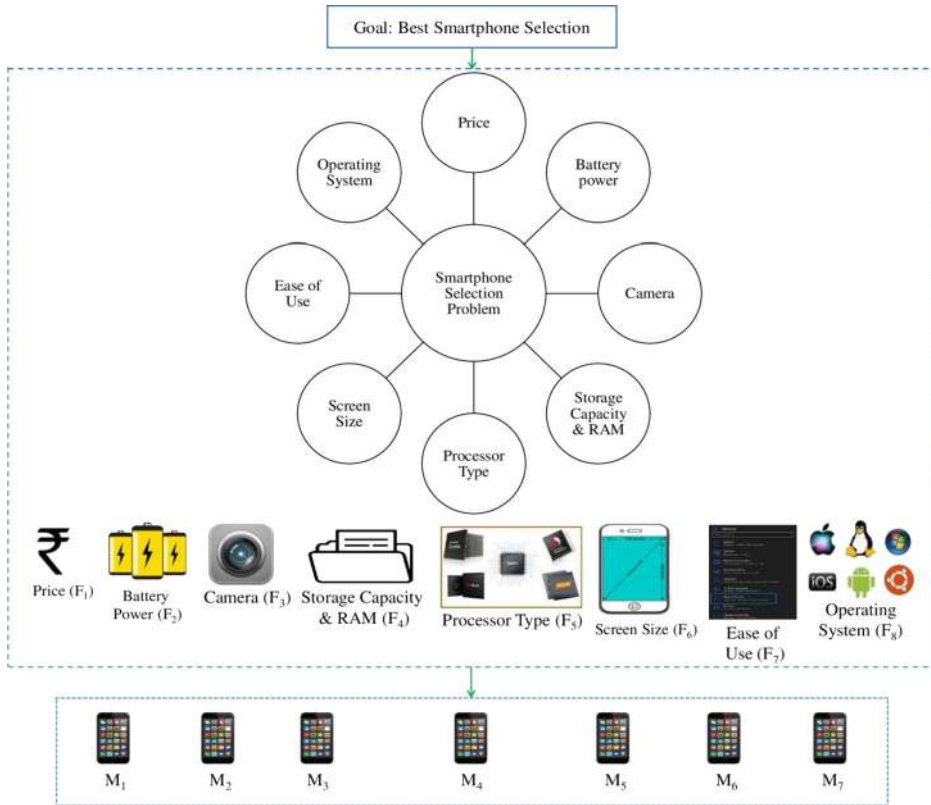 Goal: Best Smartphone Selection
Price
Operating
System
Battery
power
Ease of
Use
Smartphone
Selection
Problem
Camera
Screen
Size
Storage
Capacity
& RAM
Processor
Type
₹
iOS
Price (F₁)
Battery
Power (F₂)
Camera (F₃)
Storage Capacity
& RAM (F₄)
Processor Type (F₅)
Screen Size (F₆)
Ease of
Use (F₇)
Operating
System (F₈)
M₁ M₂ M₃ M₄ M₅ M₆ M₇